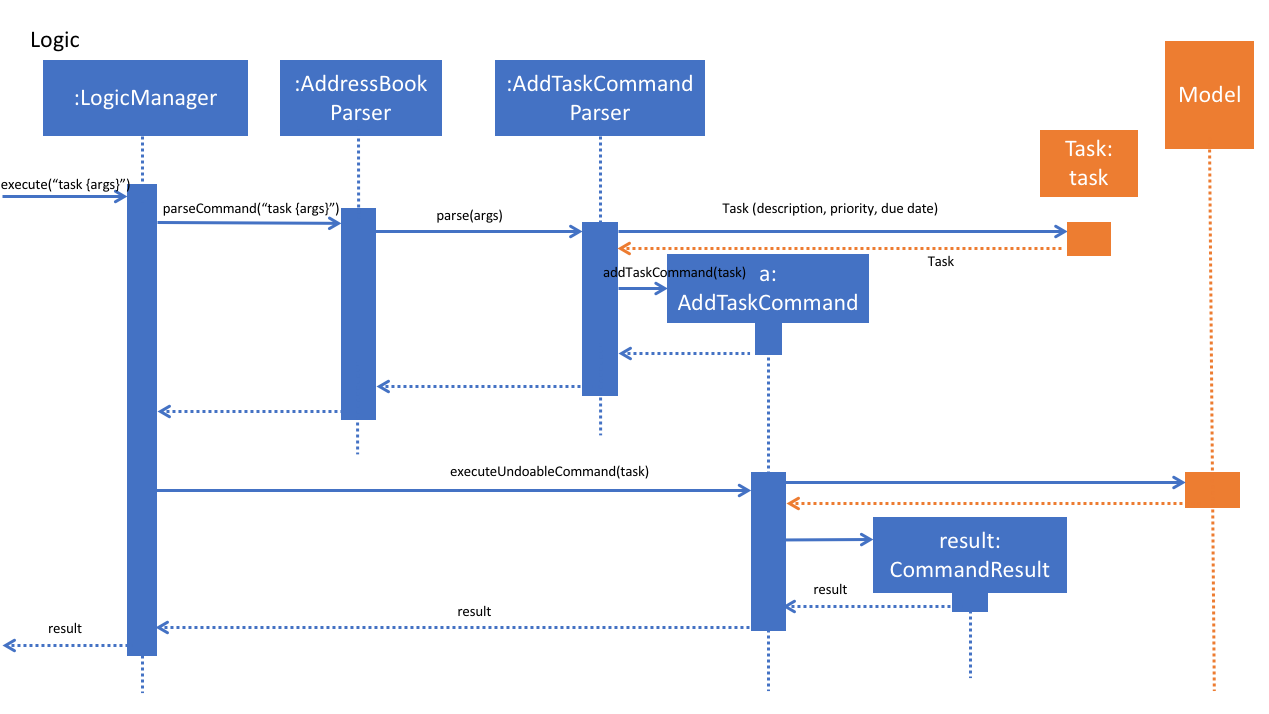 Logic
:LogicManager
:AddressBook
Parser
:AddTaskCommand
Parser
Model
Task:
task
execute(“task {args}”)
parseCommand(“task {args}”)
parse(args)
Task (description, priority, due date)
Task
addTaskCommand(task)
a:
AddTaskCommand
executeUndoableCommand(task)
result:
CommandResult
result
result
result